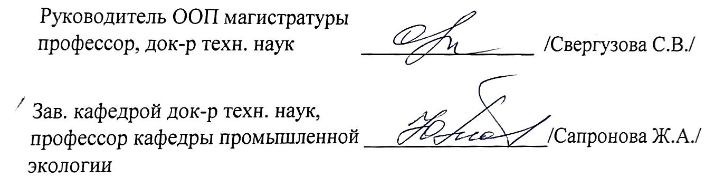 Руководитель ООП магистратуры
профессор, док-р техн. наук /Свергузова С.В./
Зав. кафедрой док-р техн. наук,
профессор кафедры промышленной /Сапронова Ж.А./
экологии